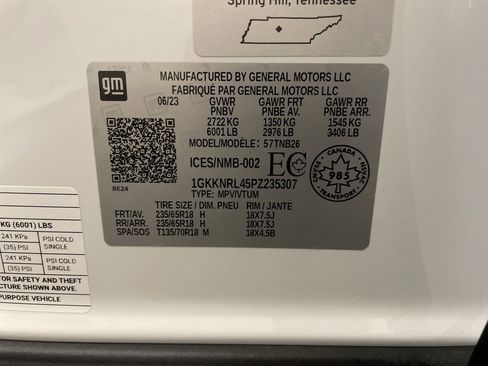 Spring Hill, Tennessee
gm
MANUFACTURED BY GENERAL MOTORS LLC
FABRIQUÉ PAR GENERAL MOTORS LLC
06/23 GVWR GAWR FRT GAWR RR
PNBV PNBE AV. PNBE ARR.
2722 KG 1350 KG 1545 KG
6001 LB 2976 LB 3406 LB
MODEL/MODÈLE: 57TNB26
ICES/NMB-002 EC
CANADA
985
TRANSPORT
8624
1GKKNRL45PZ235307
TYPE: MPV/VTUM
TIRE SIZE / DIM. PNEU RIM / JANTE
FRT/AV. 235/65R18 H 18X7.5J
RR/ARR. 235/65R18 H 18X7.5J
SPA/SOS T135/70R18 M 18X4.5B
KG (6001) LBS
241 KPa PSI COLD
(35) PSI SINGLE
241 KPa PSI COLD
(35) PSI SINGLE
FOR SAFETY AND THEFT
ACTURE SHOWN ABOVE.
PURPOSE VEHICLE